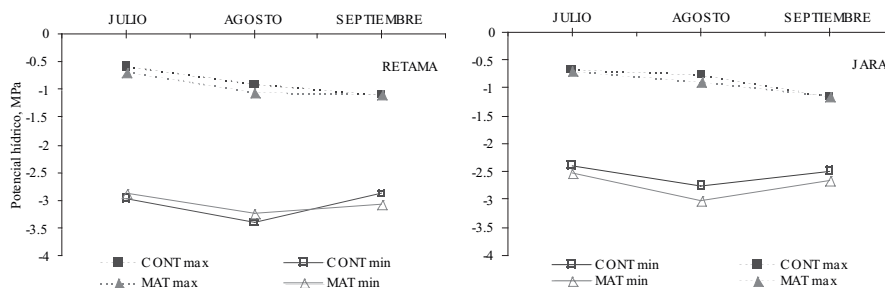 JULIO AGOSTO SEPTIEMBRE
0
-0.5
-1
-1.5
-2
-2.5
-3
-3.5
-4
Potencial hídrico, MPa
RETAMA
CONT max CONT min
MAT max MAT min
JULIO AGOSTO SEPTIEMBRE
0
-0.5
-1
-1.5
-2
-2.5
-3
-3.5
-4
JARA
CONT min CONT max
MAT min MAT max